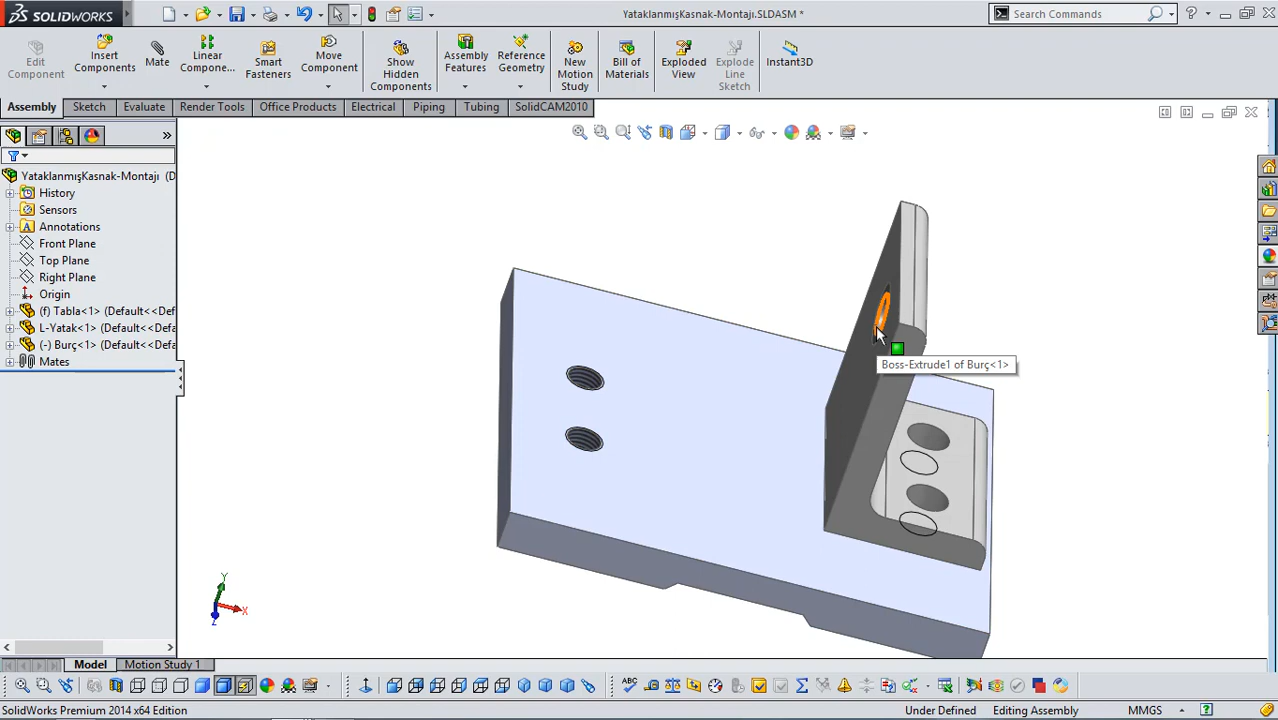 SOLIDWORKS
YataklanmışKasnak-Montajı.SLDASM *
Search Commands
Edit Component
Insert Components
Mate
Linear Compone...
Smart Fasteners
Move Component
Show Hidden Components
Assembly Features
Reference Geometry
New Motion Study
Bill of Materials
Exploded View
Explode Line Sketch
Instant3D
Assembly
Sketch
Evaluate
Render Tools
Office Products
Electrical
Piping
Tubing
SolidCAM2010
YataklanmışKasnak-Montajı (D
History
Sensors
Annotations
Front Plane
Top Plane
Right Plane
Origin
(f) Tabla<1> (Default<<Def
L-Yatak<1> (Default<<Defa
(-) Burç<1> (Default<<Defa
Mates
Boss-Extrude1 of Burç<1>
Y
X
Z
Model
Motion Study 1
SolidWorks Premium 2014 x64 Edition
Under Defined
Editing Assembly
MMGS